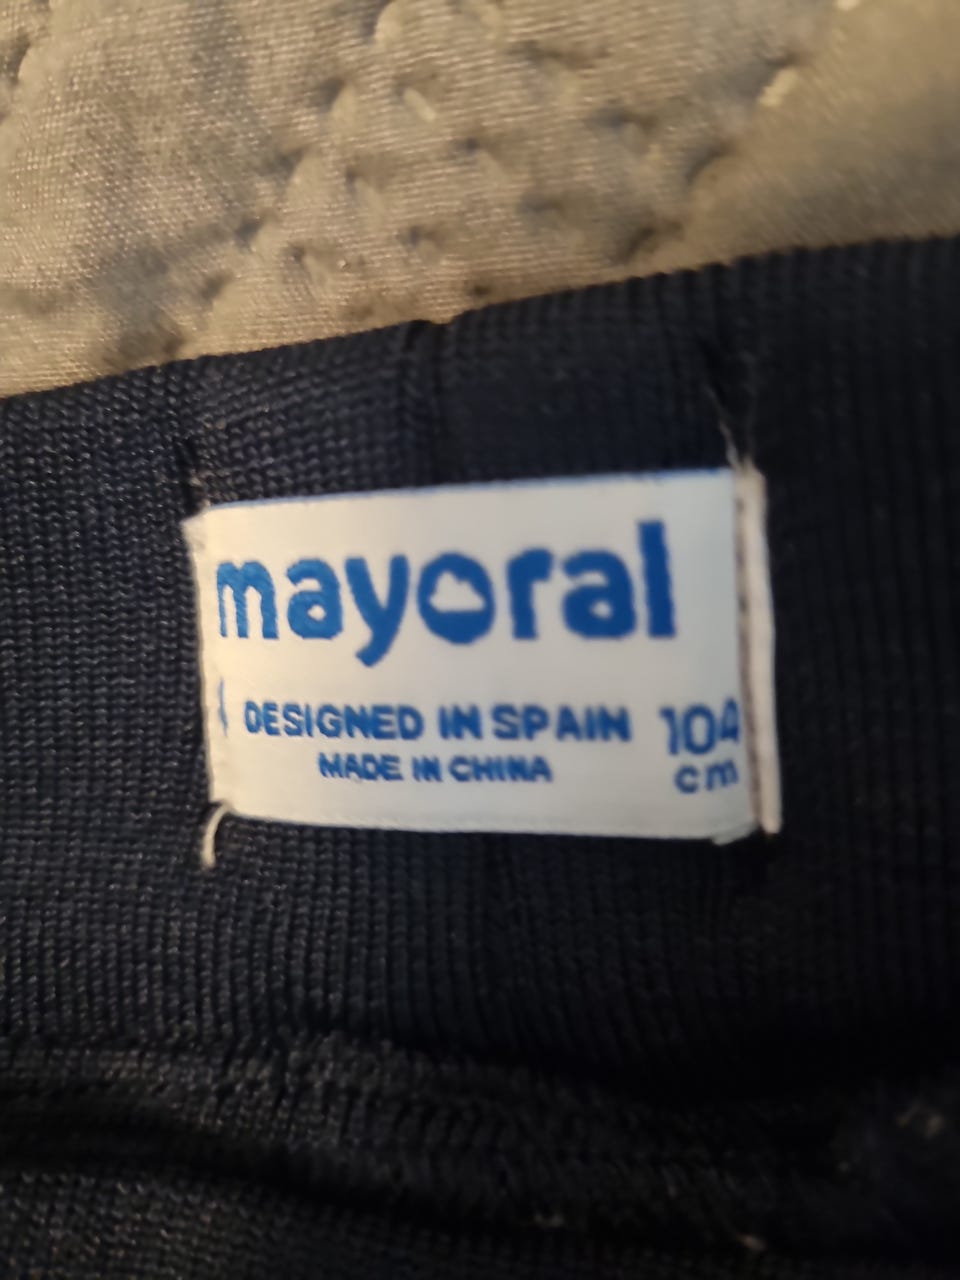 mayoral
DESIGNED IN SPAIN 104
MADE IN CHINA cm